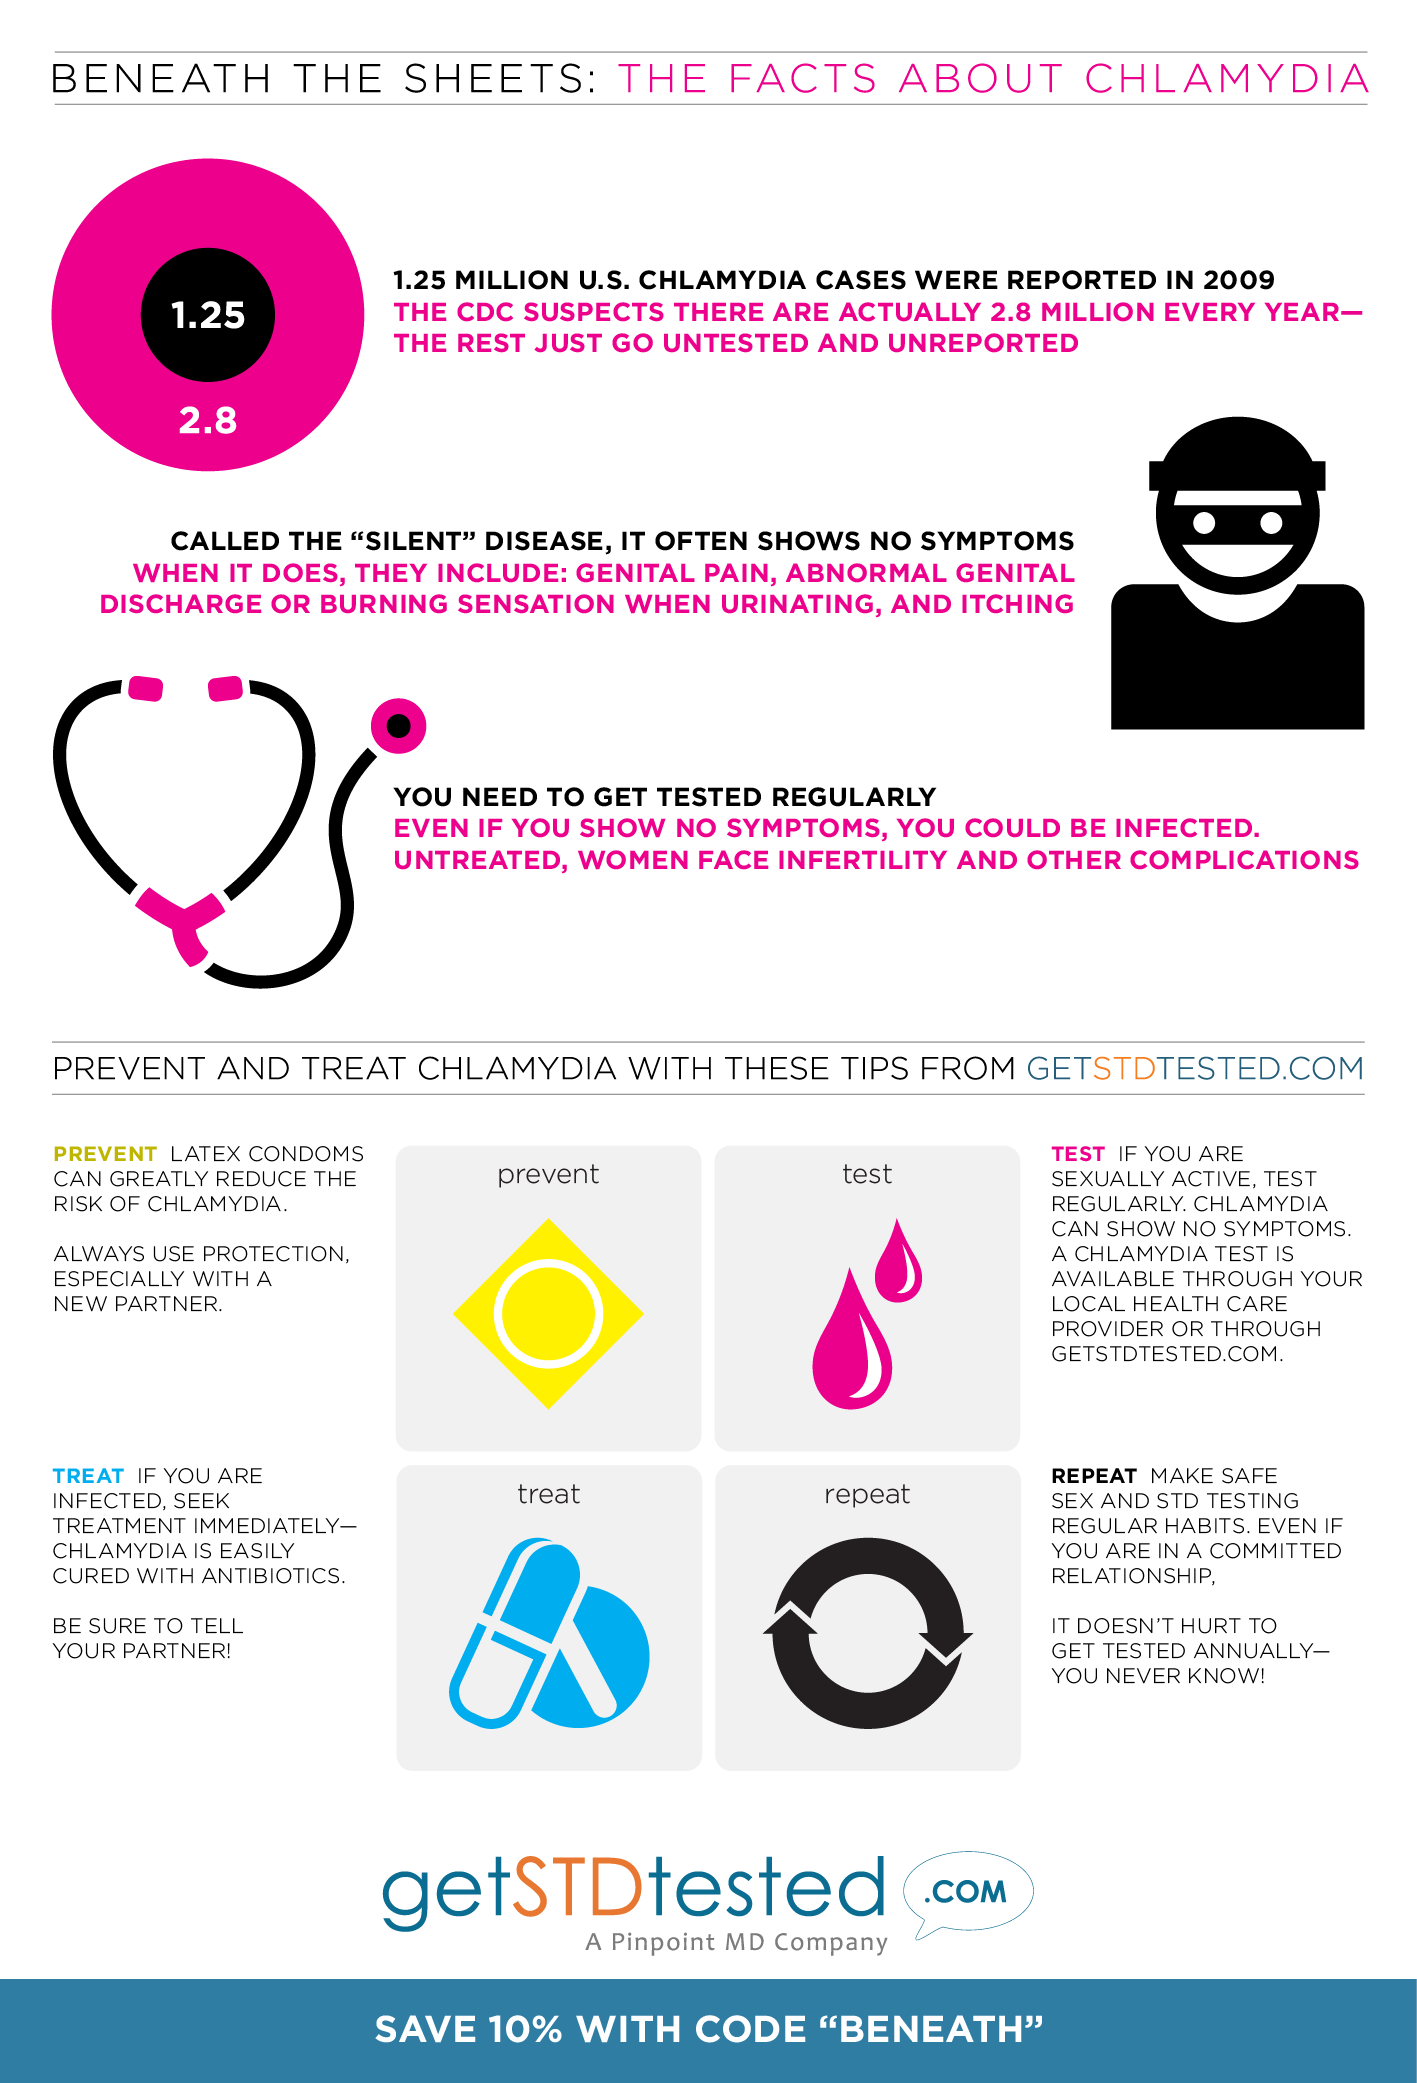 BENEATH THE SHEETS: THE FACTS ABOUT CHLAMYDIA
1.25
2.8
1.25 MILLION U.S. CHLAMYDIA CASES WERE REPORTED IN 2009
THE CDC SUSPECTS THERE ARE ACTUALLY 2.8 MILLION EVERY YEAR—
THE REST JUST GO UNTESTED AND UNREPORTED
CALLED THE “SILENT” DISEASE, IT OFTEN SHOWS NO SYMPTOMS
WHEN IT DOES, THEY INCLUDE: GENITAL PAIN, ABNORMAL GENITAL
DISCHARGE OR BURNING SENSATION WHEN URINATING, AND ITCHING
YOU NEED TO GET TESTED REGULARLY
EVEN IF YOU SHOW NO SYMPTOMS, YOU COULD BE INFECTED.
UNTREATED, WOMEN FACE INFERTILITY AND OTHER COMPLICATIONS
PREVENT AND TREAT CHLAMYDIA WITH THESE TIPS FROM GETSTDTESTED.COM
PREVENT LATEX CONDOMS
CAN GREATLY REDUCE THE
RISK OF CHLAMYDIA.
ALWAYS USE PROTECTION,
ESPECIALLY WITH A
NEW PARTNER.
prevent
test
TEST IF YOU ARE
SEXUALLY ACTIVE, TEST
REGULARLY. CHLAMYDIA
CAN SHOW NO SYMPTOMS.
A CHLAMYDIA TEST IS
AVAILABLE THROUGH YOUR
LOCAL HEALTH CARE
PROVIDER OR THROUGH
GETSTDTESTED.COM.
TREAT IF YOU ARE
INFECTED, SEEK
TREATMENT IMMEDIATELY—
CHLAMYDIA IS EASILY
CURED WITH ANTIBIOTICS.
BE SURE TO TELL
YOUR PARTNER!
treat
repeat
REPEAT MAKE SAFE
SEX AND STD TESTING
REGULAR HABITS. EVEN IF
YOU ARE IN A COMMITTED
RELATIONSHIP,
IT DOESN’T HURT TO
GET TESTED ANNUALLY—
YOU NEVER KNOW!
getSTDtested .COM
A Pinpoint MD Company
SAVE 10% WITH CODE “BENEATH”